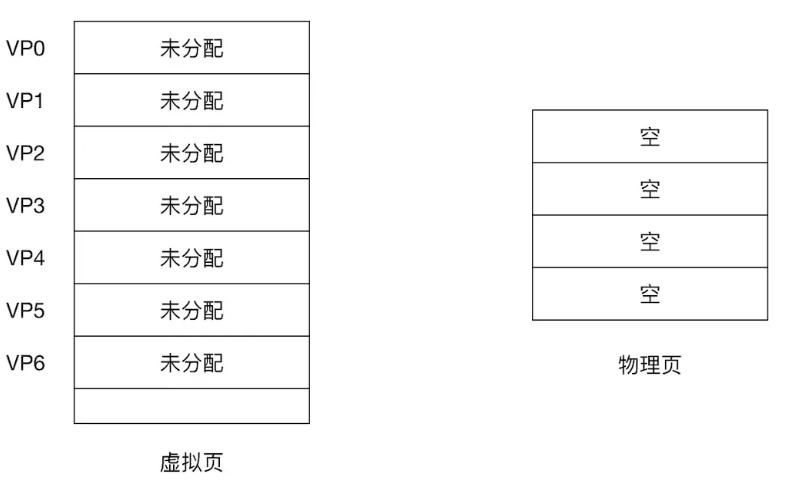 VP0 未分配
VP1 未分配
VP2 未分配
VP3 未分配
VP4 未分配
VP5 未分配
VP6 未分配
虚拟页
空
空
空
空
物理页